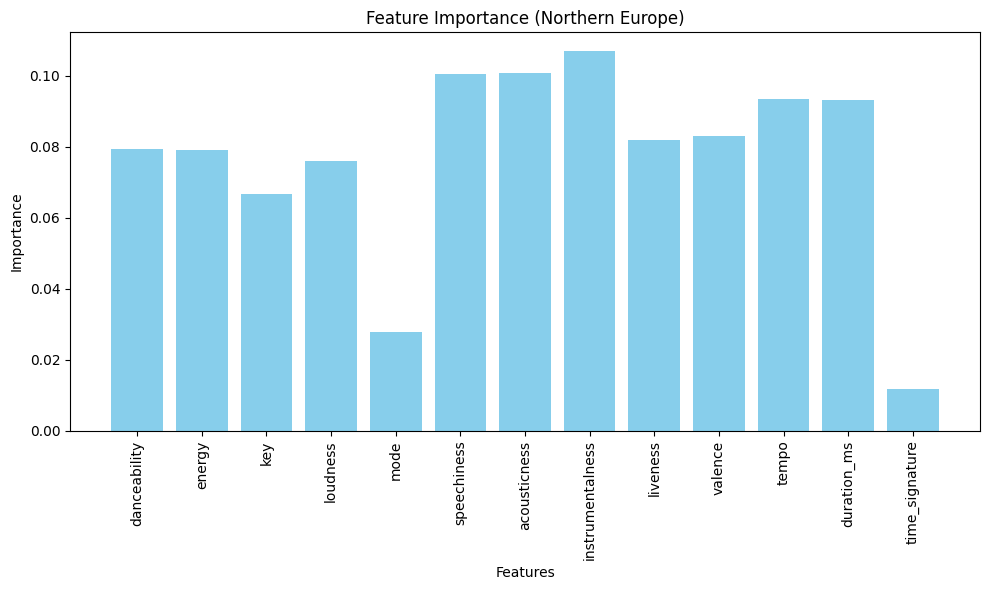 Feature Importance (Northern Europe)
Importance
0.10
0.08
0.06
0.04
0.02
0.00
danceability
energy
key
loudness
mode
speechiness
acousticness
instrumentalness
liveness
valence
tempo
duration_ms
time_signature
Features